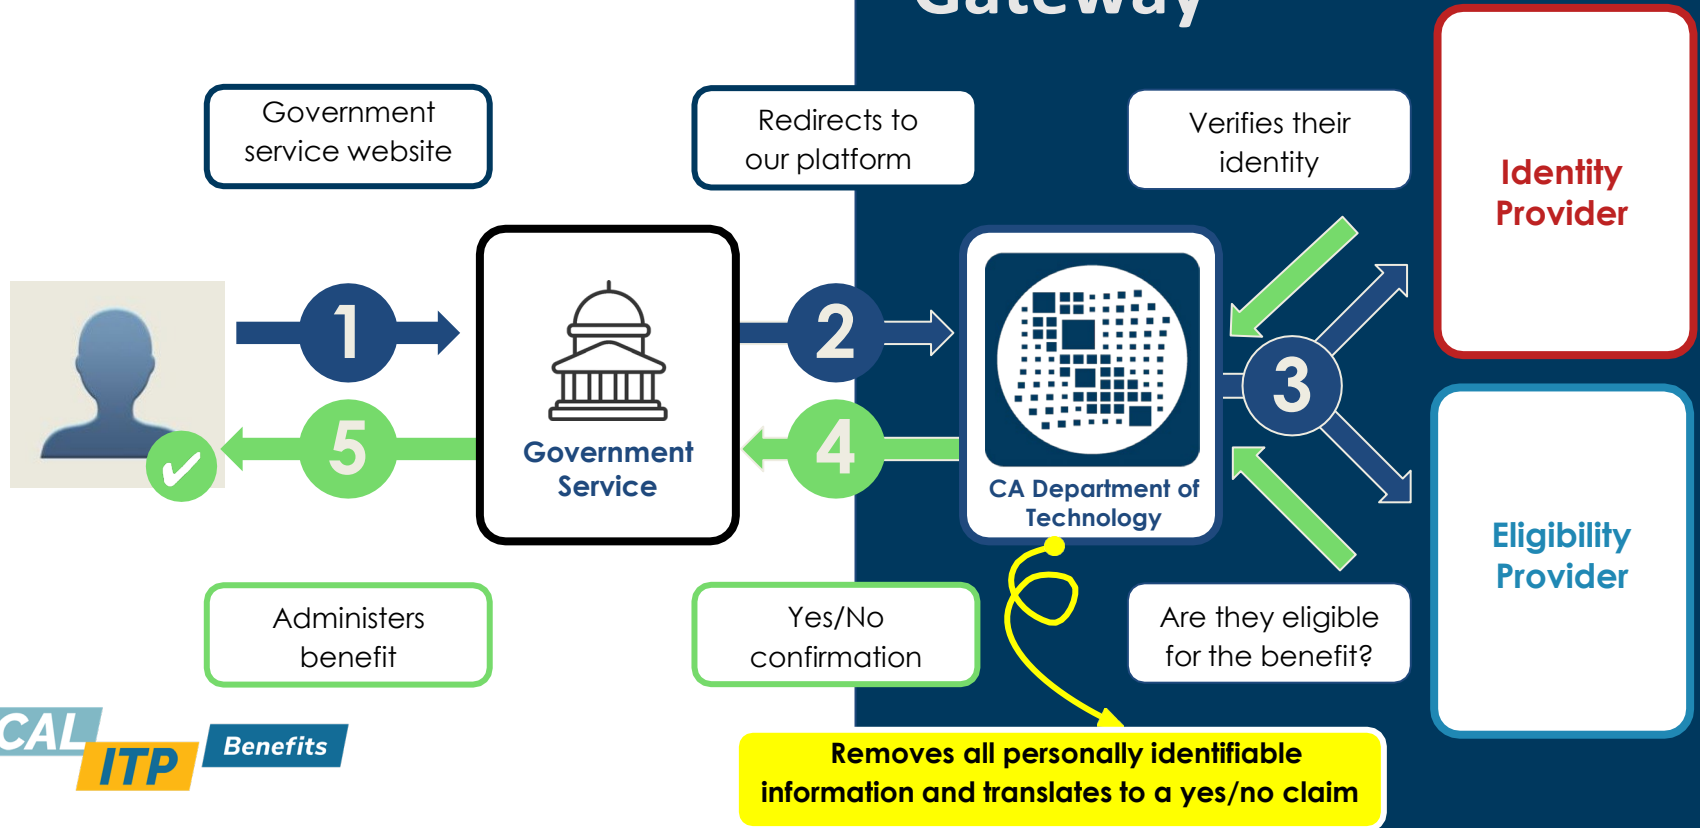 Gateway
Government
service website
Redirects to
our platform
Verifies their
identity
Identity
Provider
1
2
3
Government
Service
CA Department of
Technology
5
4
Eligibility
Provider
Administers
benefit
Yes/No
confirmation
Are they eligible
for the benefit?
CAL
ITP
Benefits
Removes all personally identifiable
information and translates to a yes/no claim